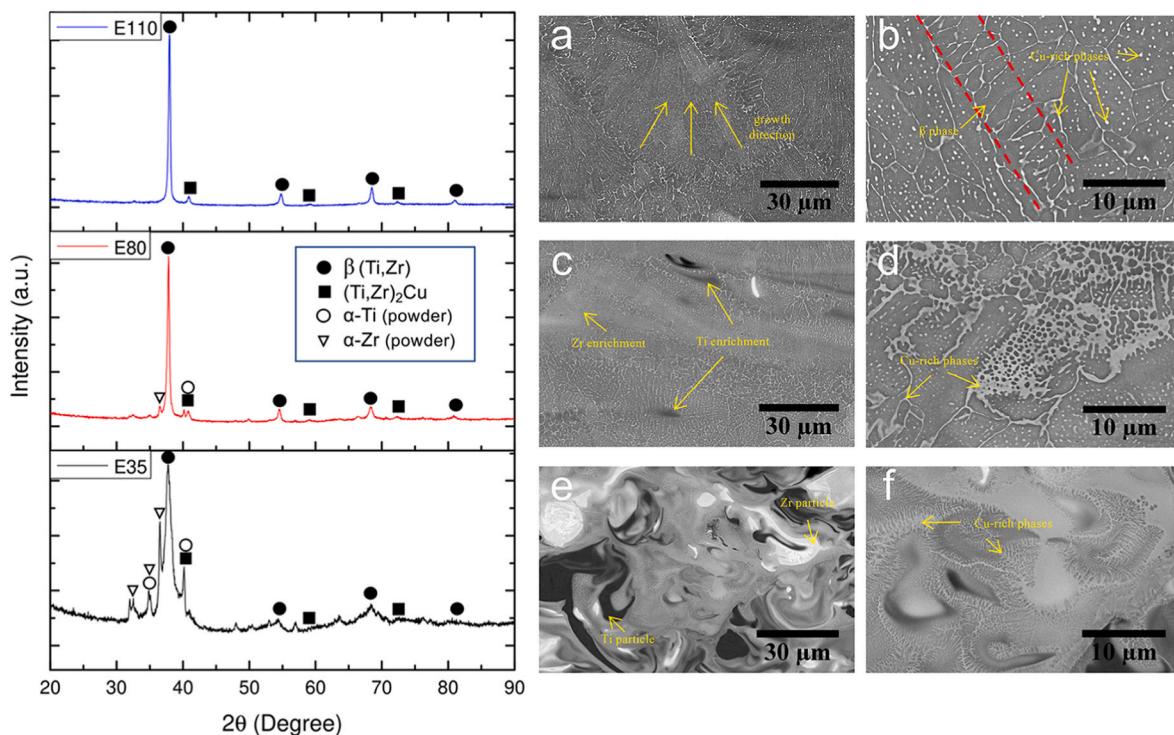 E110
E80
β (Ti,Zr)
(Ti,Zr)₂Cu
α-Ti (powder)
α-Zr (powder)
E35
Intensity (a.u.)
20 30 40 50 60 70 80 90
2θ (Degree)
a
growth
direction
30 μm
b
Cu-rich phases
β phase
10 μm
c
Zr enrichment
Ti enrichment
30 μm
d
Cu-rich phases
10 μm
e
Zr particle
Ti particle
30 μm
f
Cu-rich phases
10 μm